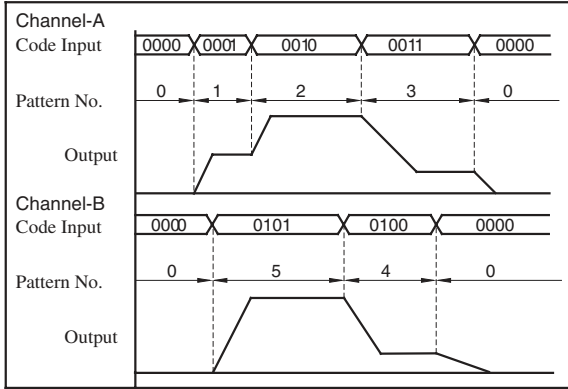 Channel-A
Code Input 0000 0001 0010 0011 0000
Pattern No. 0 1 2 3 0
Output
Channel-B
Code Input 0000 0101 0100 0000
Pattern No. 0 5 4 0
Output